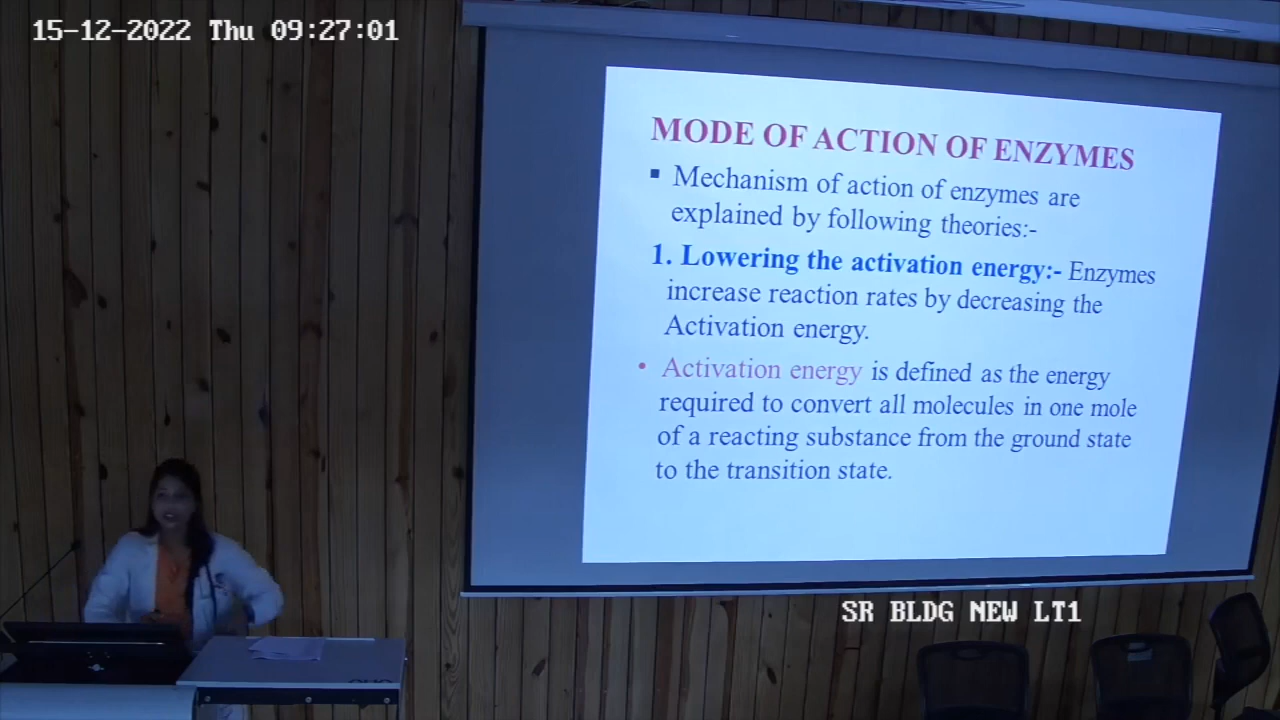 15-12-2022 Thu 09:27:01
MODE OF ACTION OF ENZYMES
▪ Mechanism of action of enzymes are
explained by following theories:-
1. Lowering the activation energy:- Enzymes
increase reaction rates by decreasing the
Activation energy.
• Activation energy is defined as the energy
required to convert all molecules in one mole
of a reacting substance from the ground state
to the transition state.
SR BLDG NEW LT1